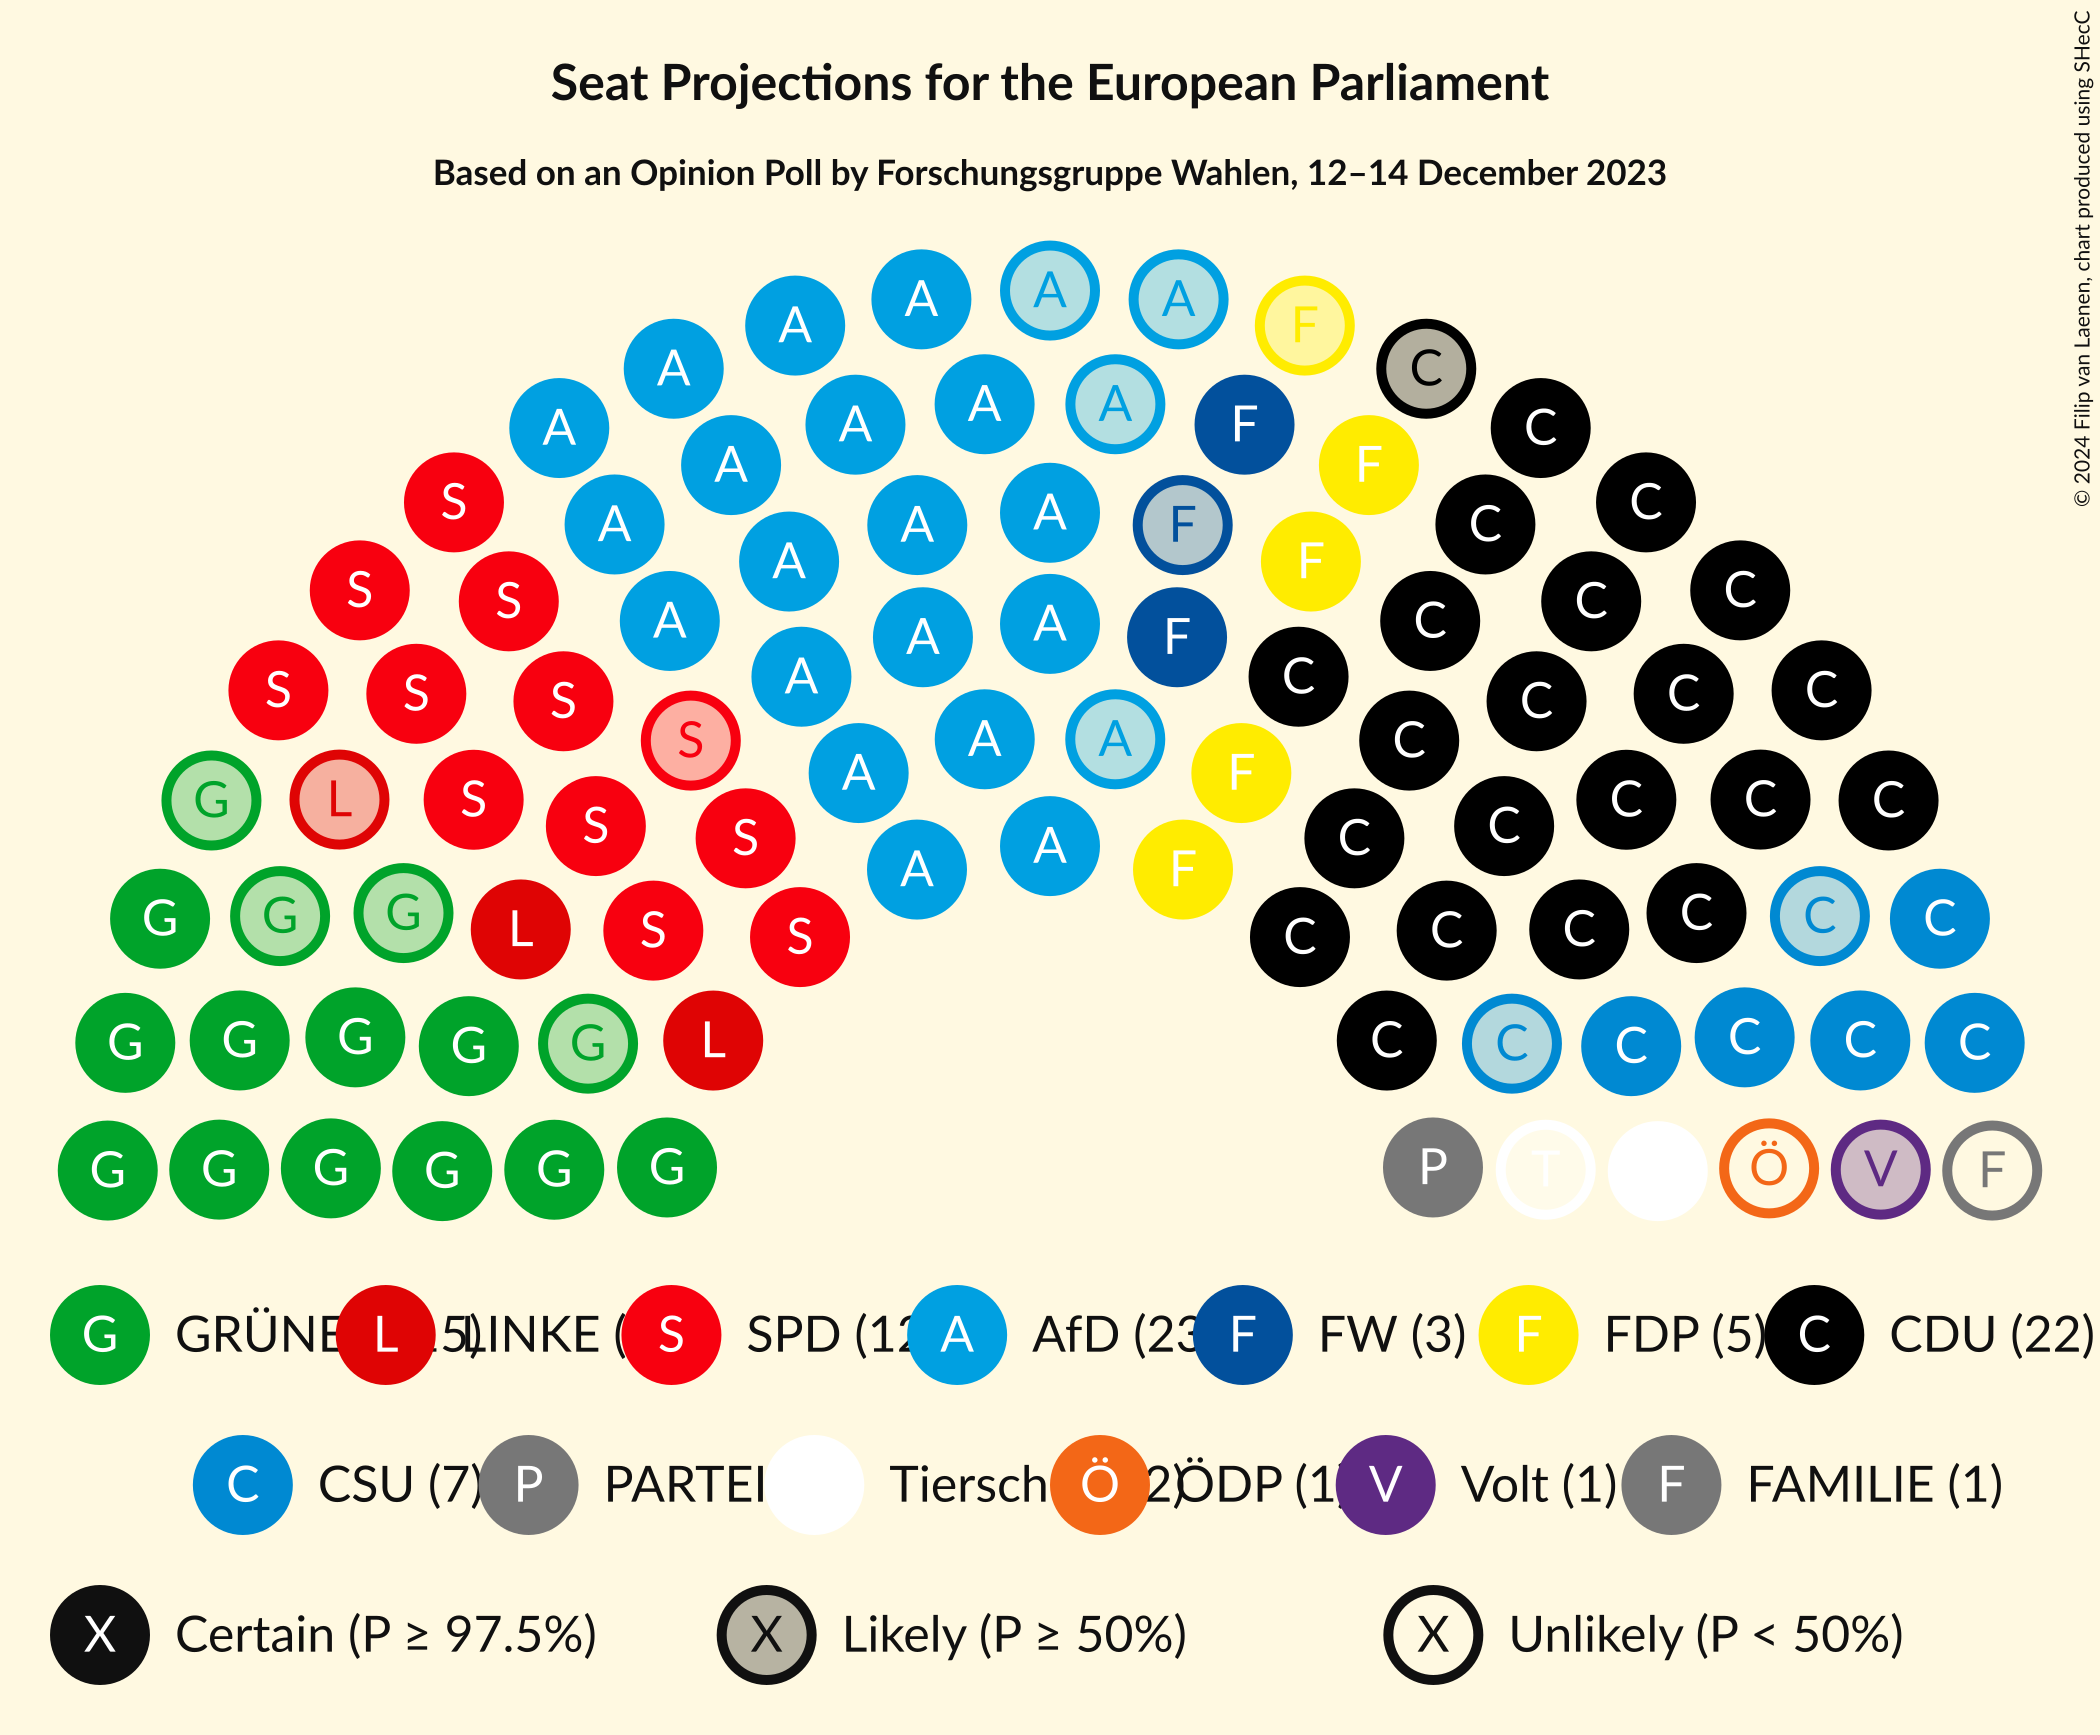 Seat Projections for the European Parliament
Based on an Opinion Poll by Forschungsgruppe Wahlen, 12–14 December 2023
© 2024 Filip van Laenen, chart produced using SHecC
A A A A A F
A A C
A A A F F C
A A C
S A A A F F C C
S S A A F C C C
S S S A A A F C C C C
G L S S S A A A F C C C C C
G G G L S S A A F C C C C C C
G G G G G L C C C C C C
G G G G G G P T Ö V F
G GRÜNE 5) L LINKE ( S SPD (12 A AfD (23 F FW (3) F FDP (5) C CDU (22)
C CSU (7) P PARTEI Tiersch 2) Ö ÖDP (1) V Volt (1) F FAMILIE (1)
X Certain (P ≥ 97.5%) X Likely (P ≥ 50%) X Unlikely (P < 50%)